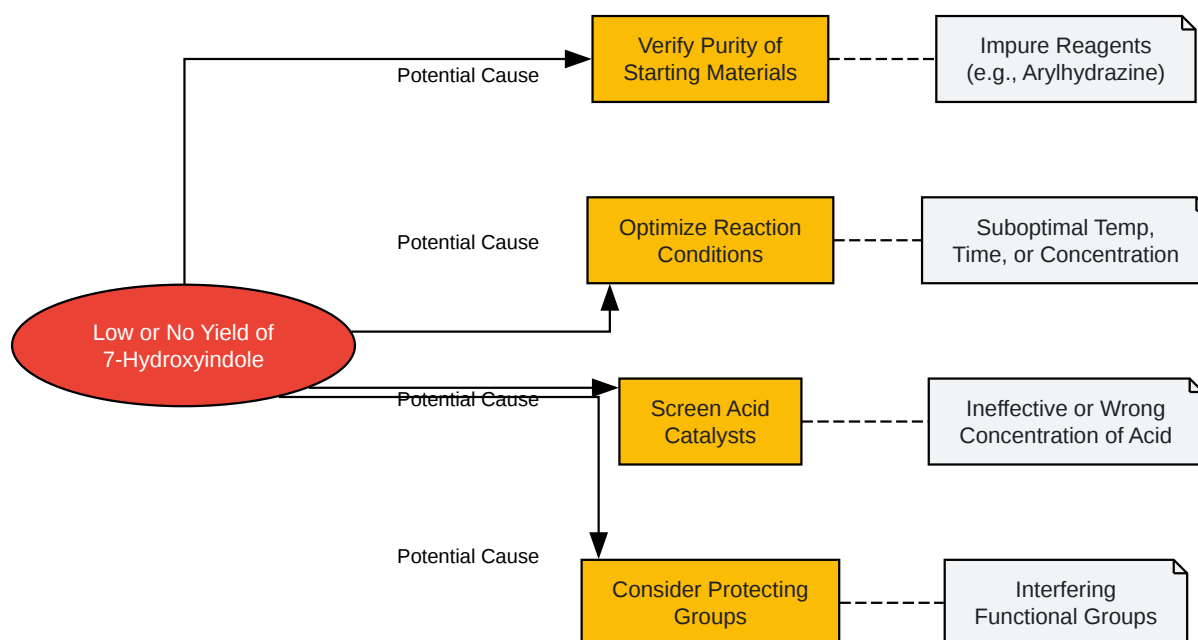 Verify Purity of
Starting Materials
Impure Reagents
(e.g., Arylhydrazine)
Potential Cause
Optimize Reaction
Conditions
Suboptimal Temp,
Time, or Concentration
Potential Cause
Low or No Yield of
7-Hydroxyindole
Screen Acid
Catalysts
Ineffective or Wrong
Concentration of Acid
Potential Cause
Potential Cause
Consider Protecting
Groups
Interfering
Functional Groups